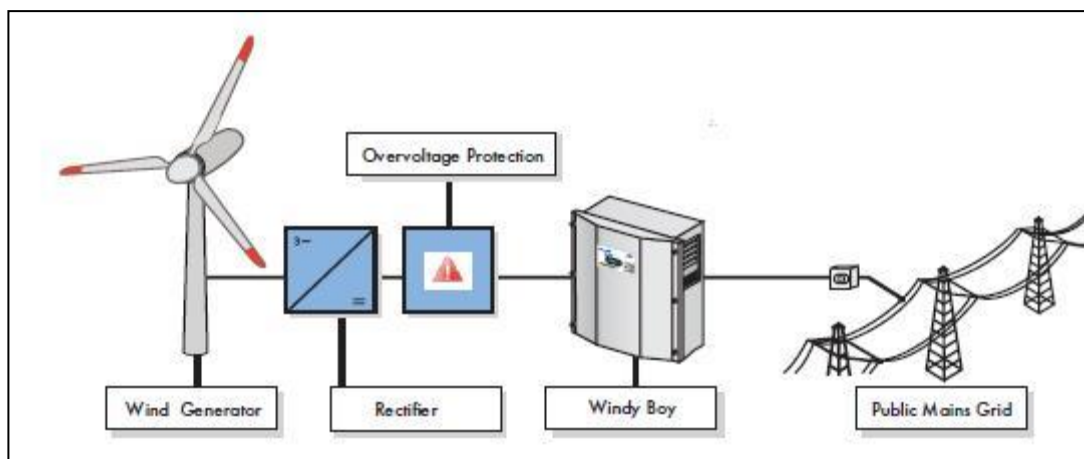 Overvoltage Protection
3~
=
Wind Generator
Rectifier
Windy Boy
Public Mains Grid